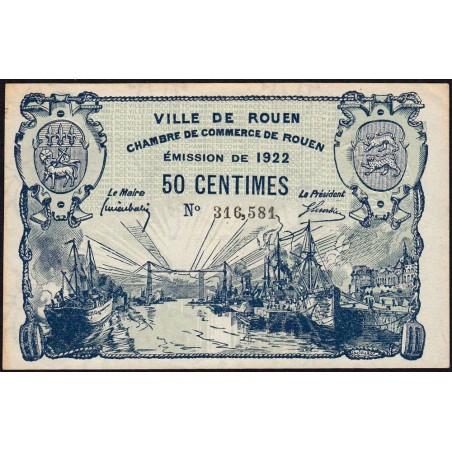 VILLE DE ROUEN
CHAMBRE DE COMMERCE DE ROUEN
ÉMISSION DE 1922
50 CENTIMES
Le Maire
Le Président
No 316,581